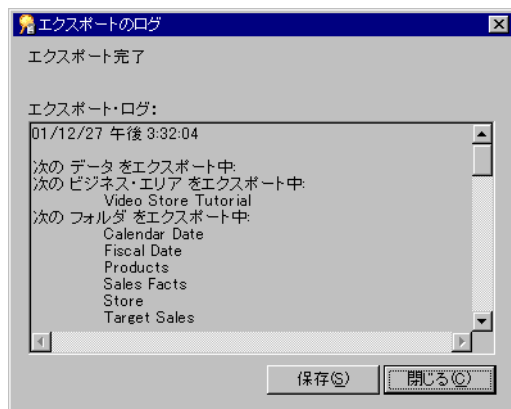 エクスポートのログ
エクスポート完了
エクスポート・ログ:
01/12/27 午後 3:32:04
次の データ をエクスポート中:
次の ビジネス・エリア をエクスポート中:
Video Store Tutorial
次の フォルダ をエクスポート中:
Calendar Date
Fiscal Date
Products
Sales Facts
Store
Target Sales
保存(S)
閉じる(C)